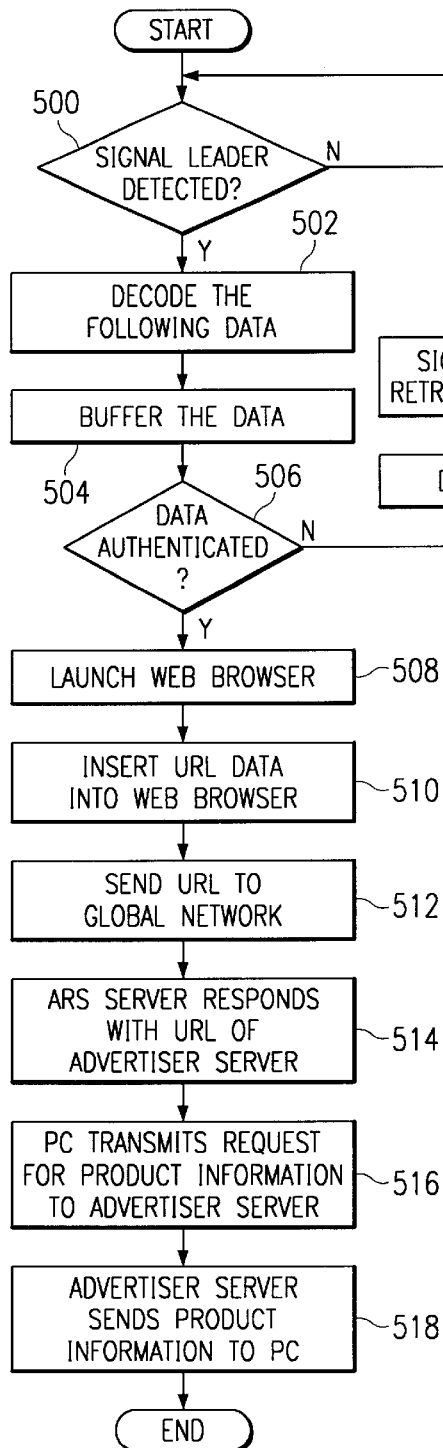 START
500
SIGNAL LEADER
DETECTED?
N
Y
502
DECODE THE
FOLLOWING DATA
BUFFER THE DATA
504
506
DATA
AUTHENTICATED
?
N
Y
LAUNCH WEB BROWSER
508
INSERT URL DATA
INTO WEB BROWSER
510
SEND URL TO
GLOBAL NETWORK
512
ARS SERVER RESPONDS
WITH URL OF
ADVERTISER SERVER
514
PC TRANSMITS REQUEST
FOR PRODUCT INFORMATION
TO ADVERTISER SERVER
516
ADVERTISER SERVER
SENDS PRODUCT
INFORMATION TO PC
518
END